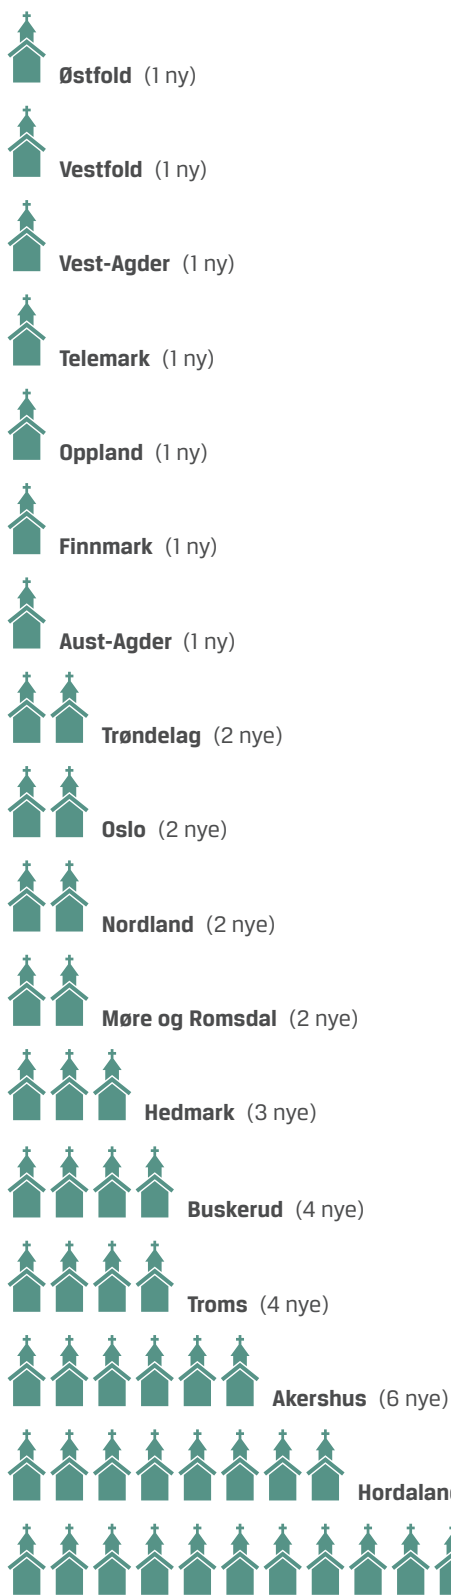 Østfold (1 ny)
Vestfold (1 ny)
Vest-Agder (1 ny)
Telemark (1 ny)
Oppland (1 ny)
Finnmark (1 ny)
Aust-Agder (1 ny)
Trøndelag (2 nye)
Oslo (2 nye)
Nordland (2 nye)
Møre og Romsdal (2 nye)
Hedmark (3 nye)
Buskerud (4 nye)
Troms (4 nye)
Akershus (6 nye)